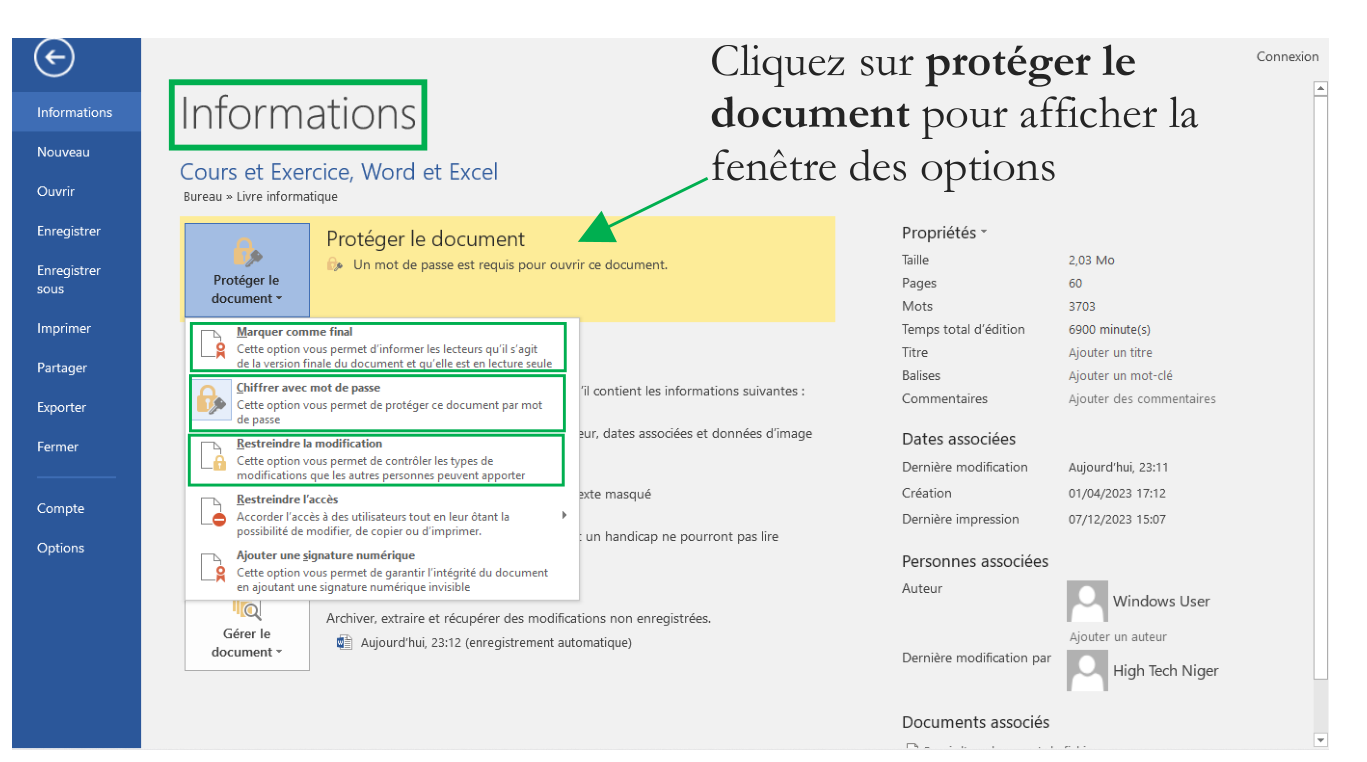 Cliquez sur protéger le
document pour afficher la
fenêtre des options
Connexion
Informations
Nouveau
Ouvrir
Enregistrer
Enregistrer
sous
Imprimer
Partager
Exporter
Fermer
Compte
Options
Informations
Cours et Exercice, Word et Excel
Bureau » Livre informatique
Protéger le
document
Protéger le document
Un mot de passe est requis pour ouvrir ce document.
Marquer comme final
Cette option vous permet d'informer les lecteurs qu'il s'agit
de la version finale du document et qu'elle est en lecture seule
Chiffrer avec mot de passe
Cette option vous permet de protéger ce document par mot
de passe
Restreindre la modification
Cette option vous permet de contrôler les types de
modifications que les autres personnes peuvent apporter
Restreindre l'accès
Accorder l'accès à des utilisateurs tout en leur ôtant la
possibilité de modifier, de copier ou d'imprimer.
Ajouter une signature numérique
Cette option vous permet de garantir l'intégrité du document
en ajoutant une signature numérique invisible
'il contient les informations suivantes :
eur, dates associées et données d'image
exte masqué
un handicap ne pourront pas lire
Gérer le
document
Archiver, extraire et récupérer des modifications non enregistrées.
Aujourd'hui, 23:12 (enregistrement automatique)
Propriétés
Taille 2,03 Mo
Pages 60
Mots 3703
Temps total d'édition 6900 minute(s)
Titre Ajouter un titre
Balises Ajouter un mot-clé
Commentaires Ajouter des commentaires
Dates associées
Dernière modification Aujourd'hui, 23:11
Création 01/04/2023 17:12
Dernière impression 07/12/2023 15:07
Personnes associées
Auteur Windows User
Ajouter un auteur
Dernière modification par High Tech Niger
Documents associés